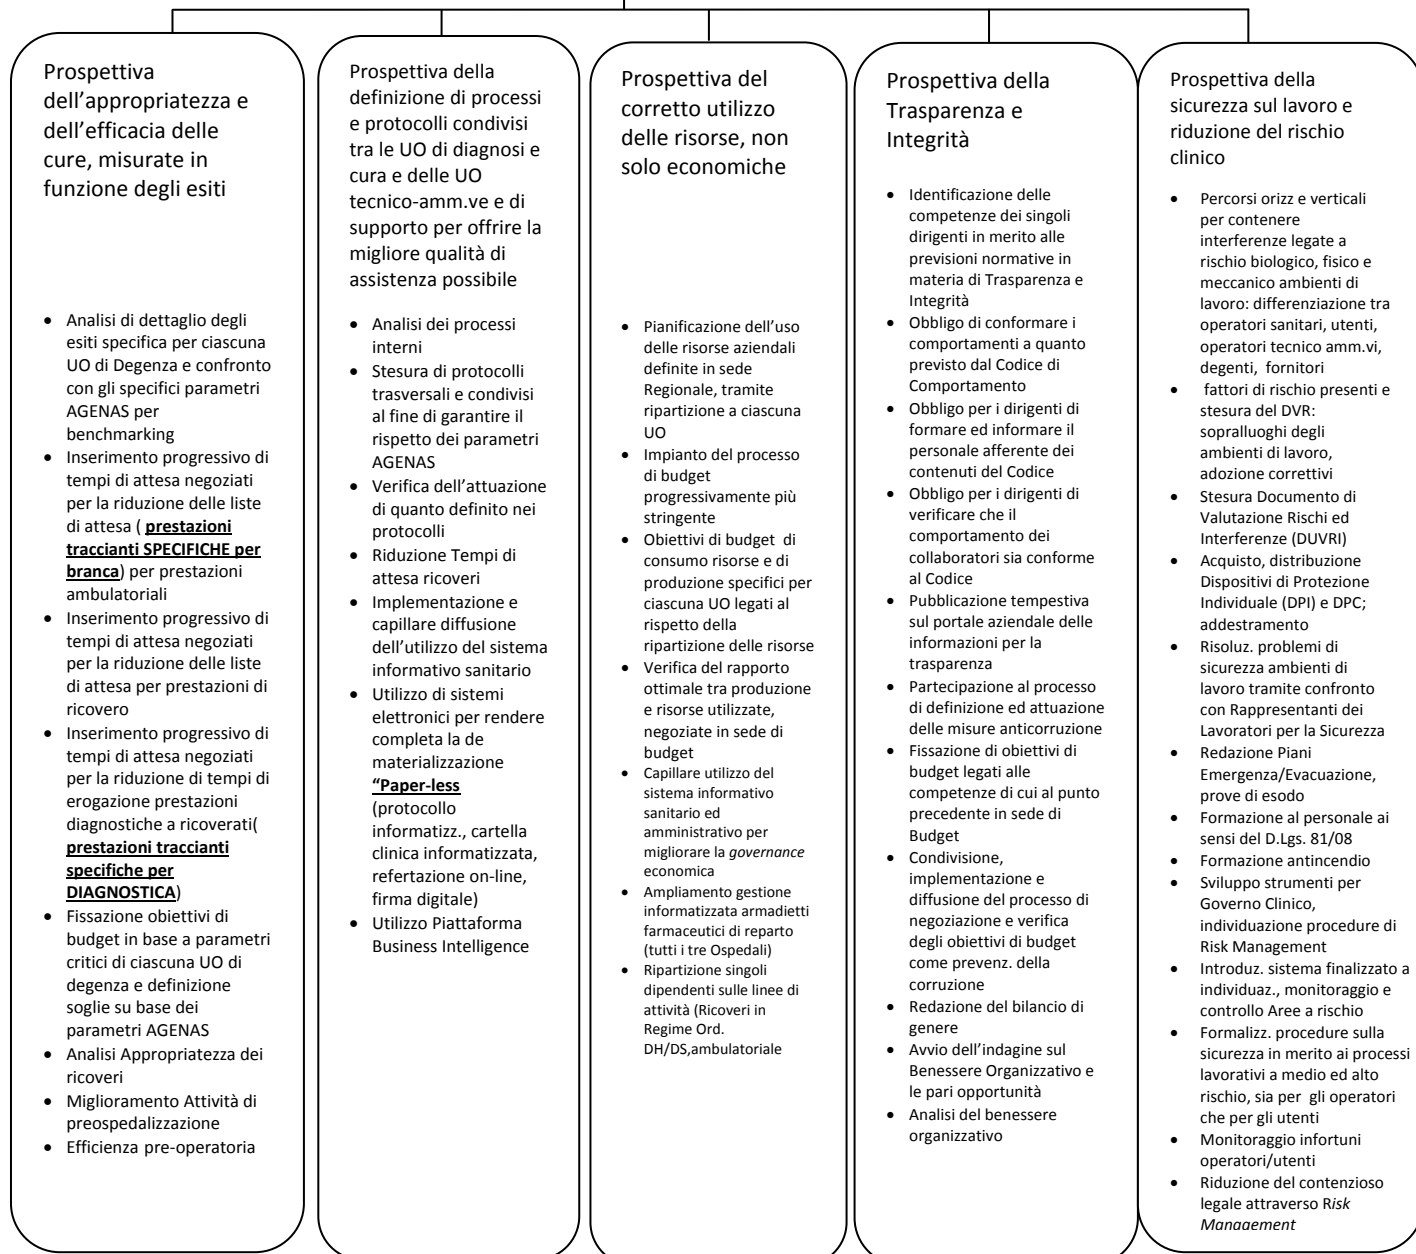 Prospettiva
dell’appropriatezza e
dell’efficacia delle
cure, misurate in
funzione degli esiti
• Analisi di dettaglio degli
esiti specifica per ciascuna
UO di Degenza e confronto
con gli specifici parametri
AGENAS per
benchmarking
• Inserimento progressivo di
tempi di attesa negoziati
per la riduzione delle liste
di attesa ( prestazioni
traccianti SPECIFICHE per
branca) per prestazioni
ambulatoriali
• Inserimento progressivo di
tempi di attesa negoziati
per la riduzione delle liste
di attesa per prestazioni di
ricovero
• Inserimento progressivo di
tempi di attesa negoziati
per la riduzione di tempi di
erogazione prestazioni
diagnostiche a ricoverati(
prestazioni traccianti
specifiche per
DIAGNOSTICA)
• Fissazione obiettivi di
budget in base a parametri
critici di ciascuna UO di
degenza e definizione
soglie su base dei
parametri AGENAS
• Analisi Appropriatezza dei
ricoveri
• Miglioramento Attività di
preospedalizzazione
• Efficienza pre-operatoria
Prospettiva della
definizione di processi
e protocolli condivisi
tra le UO di diagnosi e
cura e delle UO
tecnico-amm.ve e di
supporto per offrire la
migliore qualità di
assistenza possibile
• Analisi dei processi
interni
• Stesura di protocolli
trasversali e condivisi
al fine di garantire il
rispetto dei parametri
AGENAS
• Verifica dell’attuazione
di quanto definito nei
protocolli
• Riduzione Tempi di
attesa ricoveri
• Implementazione e
capillare diffusione
dell’utilizzo del sistema
informativo sanitario
• Utilizzo di sistemi
elettronici per rendere
completa la de
materializzazione
“Paper-less
(protocollo
informatizz., cartella
clinica informatizzata,
refertazione on-line,
firma digitale)
• Utilizzo Piattaforma
Business Intelligence
Prospettiva del
corretto utilizzo
delle risorse, non
solo economiche
• Pianificazione dell’uso
delle risorse aziendali
definite in sede
Regionale, tramite
ripartizione a ciascuna
UO
• Impianto del processo
di budget
progressivamente più
stringente
• Obiettivi di budget di
consumo risorse e di
produzione specifici per
ciascuna UO legati al
rispetto della
ripartizione delle risorse
• Verifica del rapporto
ottimale tra produzione
e risorse utilizzate,
negoziate in sede di
budget
• Capillare utilizzo del
sistema informativo
sanitario ed
amministrativo per
migliorare la governance
economica
• Ampliamento gestione
informatizzata armadietti
farmaceutici di reparto
(tutti i tre Ospedali)
• Ripartizione singoli
dipendenti sulle linee di
attività (Ricoveri in
Regime Ord.
DH/DS,ambulatoriale
Prospettiva della
Trasparenza e
Integrità
• Identificazione delle
competenze dei singoli
dirigenti in merito alle
previsioni normative in
materia di Trasparenza e
Integrità
• Obbligo di conformare i
comportamenti a quanto
previsto dal Codice di
Comportamento
• Obbligo per i dirigenti di
formare ed informare il
personale afferente dei
contenuti del Codice
• Obbligo per i dirigenti di
verificare che il
comportamento dei
collaboratori sia conforme
al Codice
• Pubblicazione tempestiva
sul portale aziendale delle
informazioni per la
trasparenza
• Partecipazione al processo
di definizione ed attuazione
delle misure anticorruzione
• Fissazione di obiettivi di
budget legati alle
competenze di cui al punto
precedente in sede di
Budget
• Condivisione,
implementazione e
diffusione del processo di
negoziazione e verifica
degli obiettivi di budget
come prevenz. della
corruzione
• Redazione del bilancio di
genere
• Avvio dell’indagine sul
Benessere Organizzativo e
le pari opportunità
• Analisi del benessere
organizzativo
Prospettiva della
sicurezza sul lavoro e
riduzione del rischio
clinico
• Percorsi orizz e verticali
per contenere
interferenze legate a
rischio biologico, fisico e
meccanico ambienti di
lavoro: differenziazione tra
operatori sanitari, utenti,
operatori tecnico amm.vi,
degenti, fornitori
• fattori di rischio presenti e
stesura del DVR:
sopralluoghi degli
ambienti di lavoro,
adozione correttivi
• Stesura Documento di
Valutazione Rischi ed
Interferenze (DUVRI)
• Acquisto, distribuzione
Dispositivi di Protezione
Individuale (DPI) e DPC;
addestramento
• Risoluz. problemi di
sicurezza ambienti di
lavoro tramite confronto
con Rappresentanti dei
Lavoratori per la Sicurezza
• Redazione Piani
Emergenza/Evacuazione,
prove di esodo
• Formazione al personale ai
sensi del D.Lgs. 81/08
• Formazione antincendio
• Sviluppo strumenti per
Governo Clinico,
individuazione procedure di
Risk Management
• Introduz. sistema finalizzato a
individuaz., monitoraggio e
controllo Aree a rischio
• Formalizz. procedure sulla
sicurezza in merito ai processi
lavorativi a medio ed alto
rischio, sia per gli operatori
che per gli utenti
• Monitoraggio infortuni
operatori/utenti
• Riduzione del contenzioso
legale attraverso Risk
Management